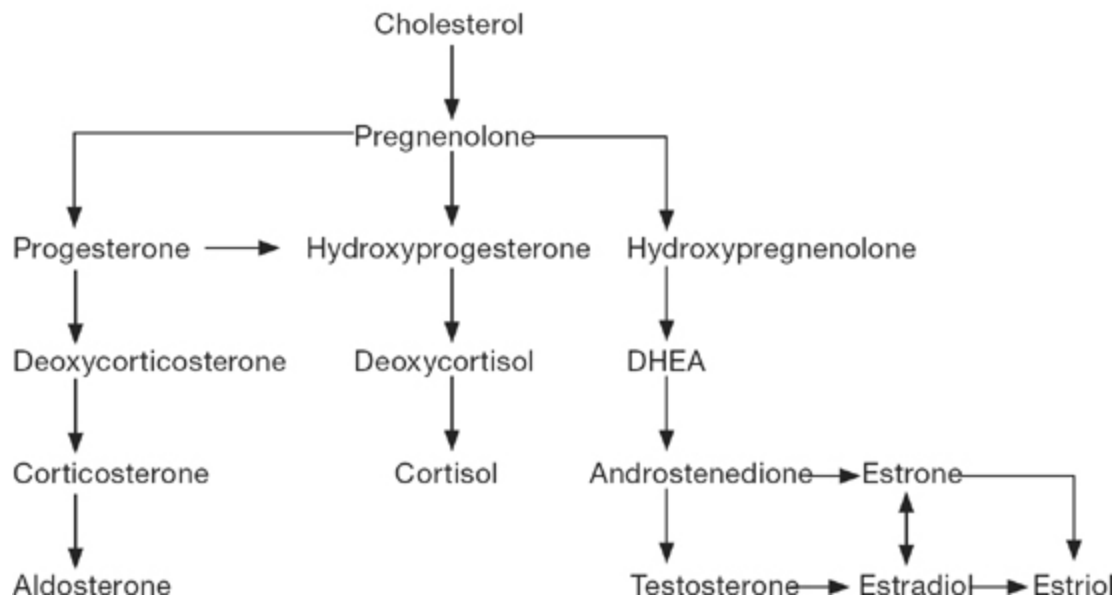 Cholesterol
Pregnenolone
Progesterone Hydroxyprogesterone Hydroxypregnenolone
Deoxycorticosterone Deoxycortisol DHEA
Corticosterone Cortisol Androstenedione Estrone
Aldosterone Testosterone Estradiol Estriol